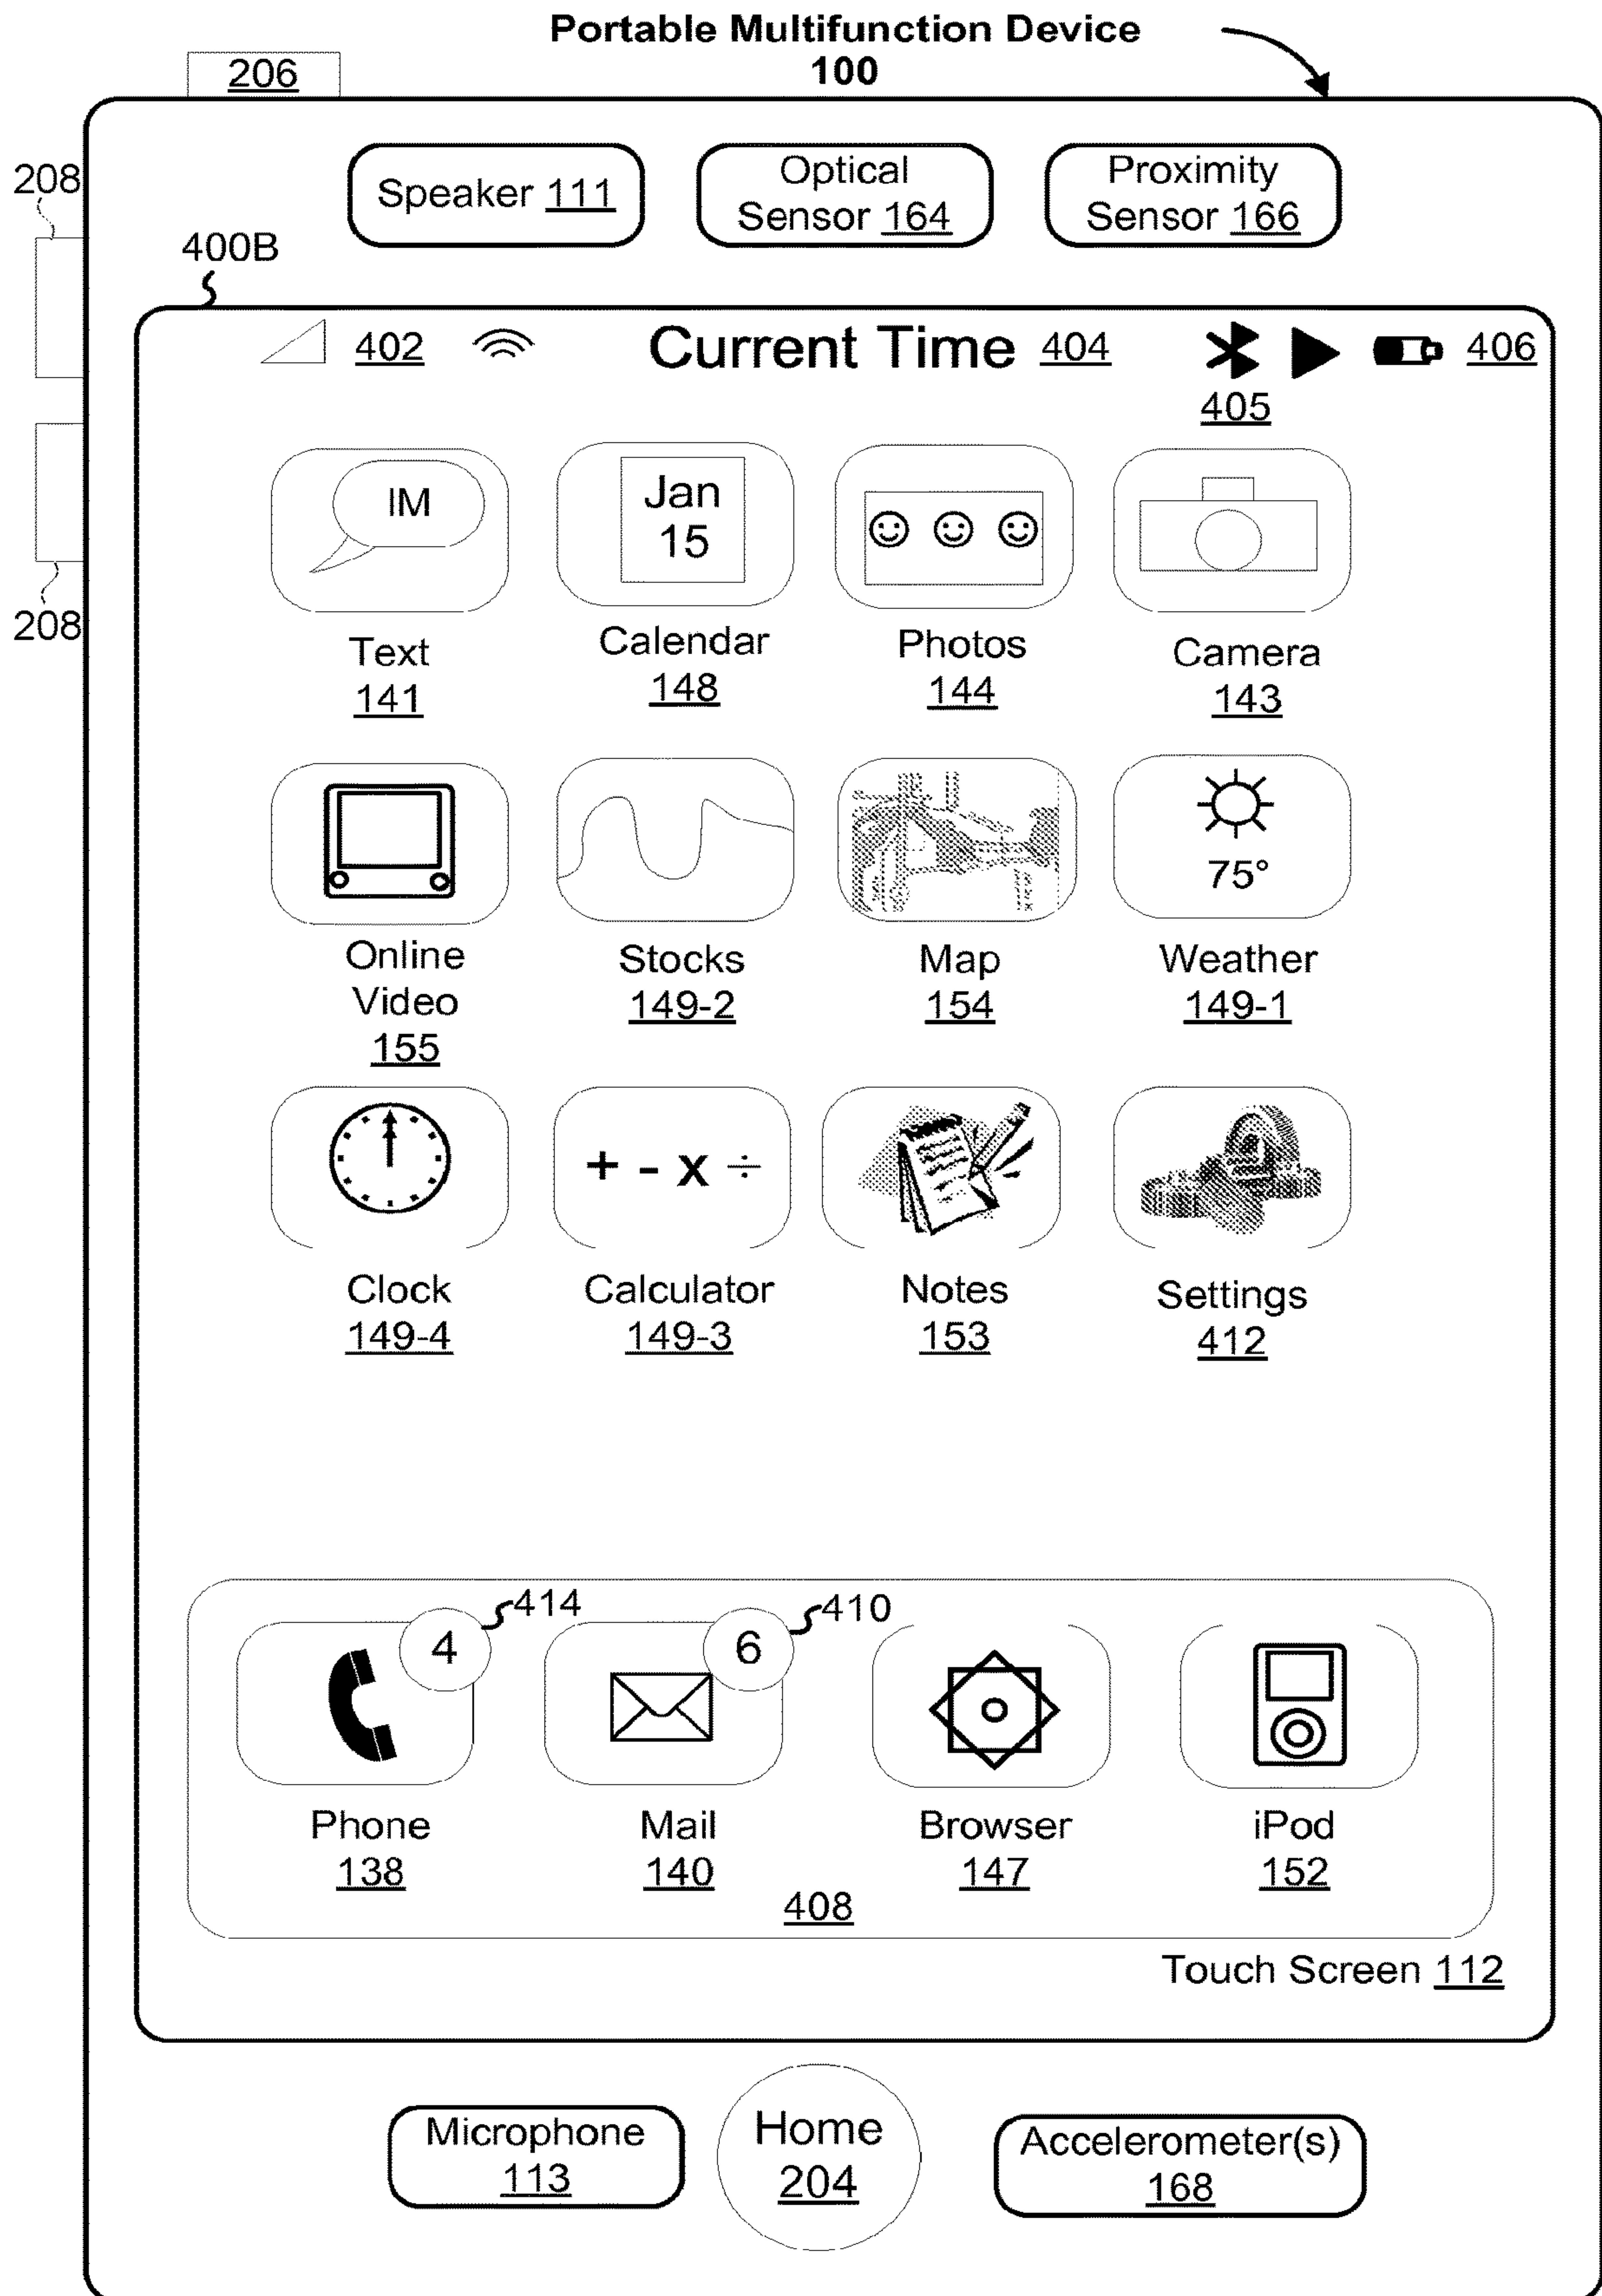 Portable Multifunction Device
100
206
208
Speaker 111
Optical
Sensor 164
Proximity
Sensor 166
400B
402
Current Time 404
406
405
208
IM
Jan
15
Text
141
Calendar
148
Photos
144
Camera
143
75°
Online
Video
155
Stocks
149-2
Map
154
Weather
149-1
+ - x ÷
Clock
149-4
Calculator
149-3
Notes
153
Settings
412
4
414
6
410
Phone
138
Mail
140
Browser
147
iPod
152
408
Touch Screen 112
Microphone
113
Home
204
Accelerometer(s)
168